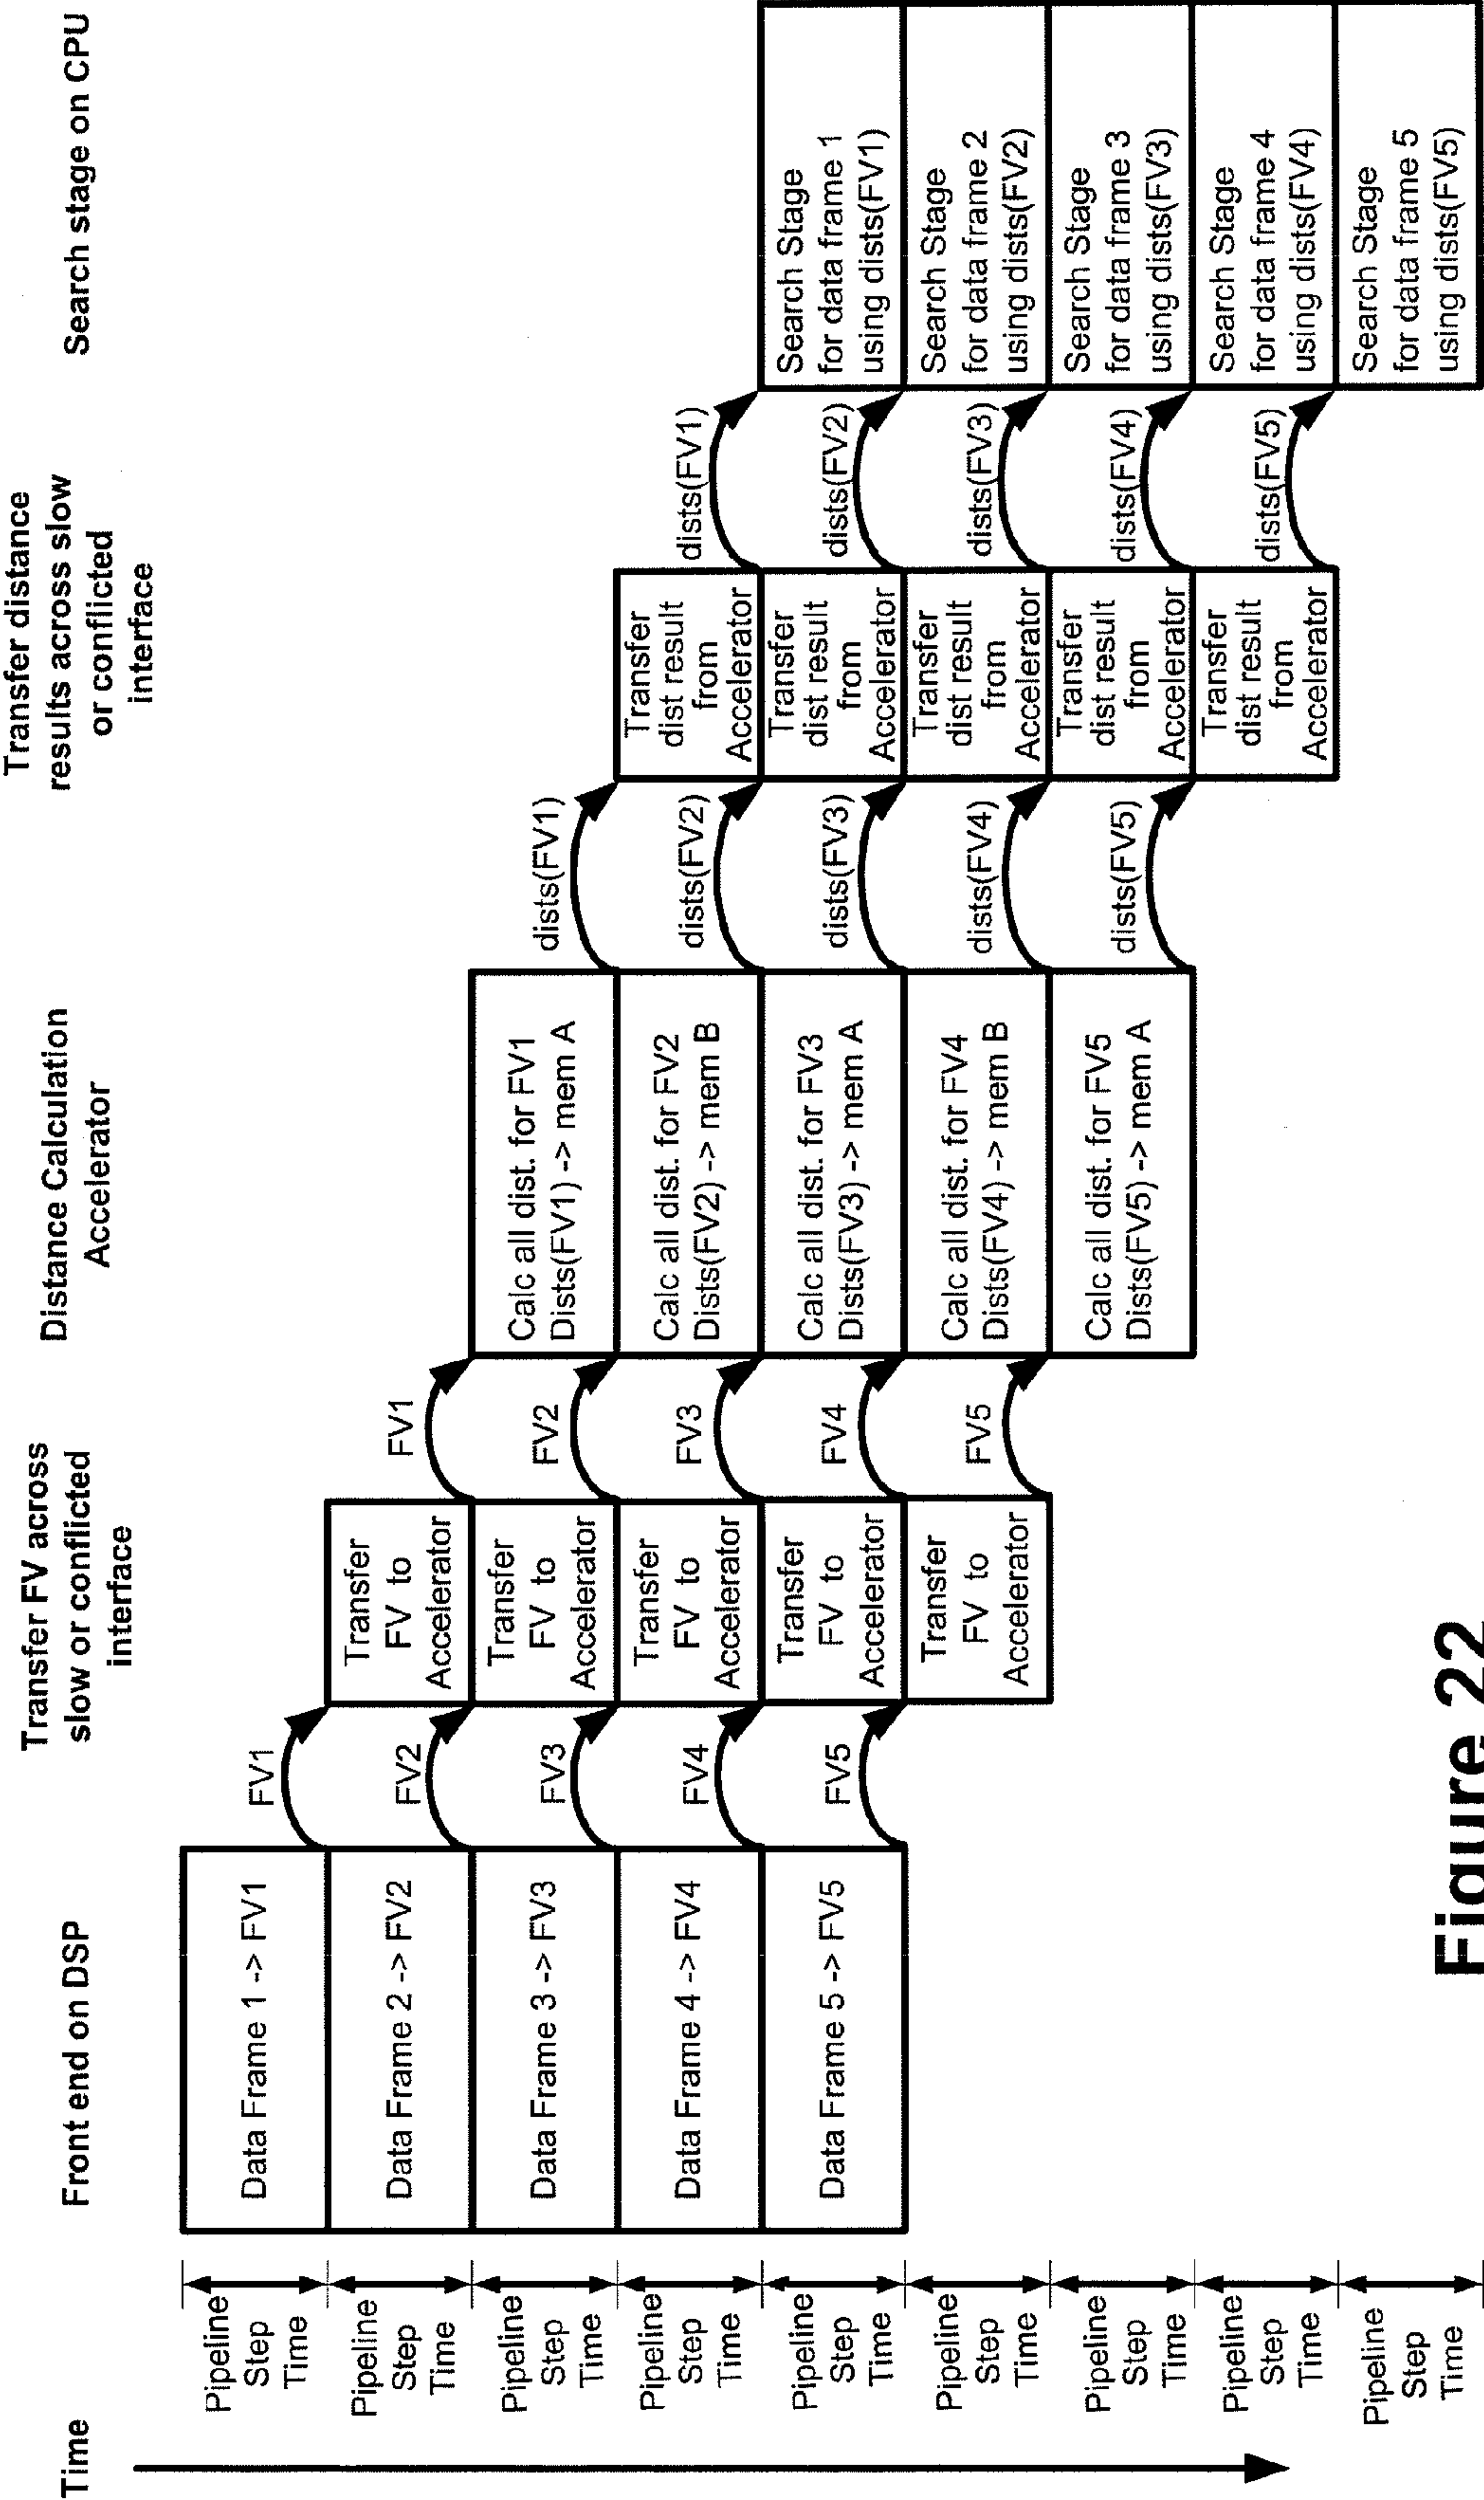 Time
Front end on DSP
Transfer FV across
slow or conflicted
interface
Distance Calculation
Accelerator
Transfer distance
results across slow
or conflicted
interface
Search stage on CPU
Pipeline
Step
Time
Data Frame 1 -> FV1
FV1
Pipeline
Step
Time
Data Frame 2 -> FV2
FV2
Transfer
FV to
Accelerator
FV1
Pipeline
Step
Time
Data Frame 3 -> FV3
FV3
Transfer
FV to
Accelerator
FV2
Calc all dist. for FV1
Dists(FV1) -> mem A
dists(FV1)
Pipeline
Step
Time
Data Frame 4 -> FV4
FV4
Transfer
FV to
Accelerator
FV3
Calc all dist. for FV2
Dists(FV2) -> mem B
dists(FV2)
Transfer
dist result
from
Accelerator
dists(FV1)
Pipeline
Step
Time
Data Frame 5 -> FV5
FV5
Transfer
FV to
Accelerator
FV4
Calc all dist. for FV3
Dists(FV3) -> mem A
dists(FV3)
Transfer
dist result
from
Accelerator
dists(FV2)
Search Stage
for data frame 1
using dists(FV1)
Pipeline
Step
Time
Transfer
FV to
Accelerator
FV5
Calc all dist. for FV4
Dists(FV4) -> mem B
dists(FV4)
Transfer
dist result
from
Accelerator
dists(FV3)
Search Stage
for data frame 2
using dists(FV2)
Pipeline
Step
Time
Calc all dist. for FV5
Dists(FV5) -> mem A
dists(FV5)
Transfer
dist result
from
Accelerator
dists(FV4)
Search Stage
for data frame 3
using dists(FV3)
Pipeline
Step
Time
Transfer
dist result
from
Accelerator
dists(FV5)
Search Stage
for data frame 4
using dists(FV4)
Pipeline
Step
Time
Search Stage
for data frame 5
using dists(FV5)
Figure 22